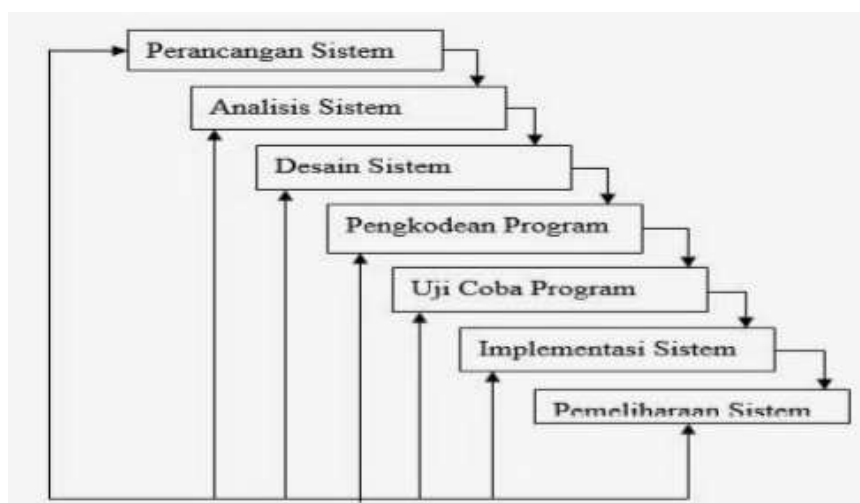 Perancangan Sistem
Analisis Sistem
Desain Sistem
Pengkodean Program
Uji Coba Program
Implementasi Sistem
Pemeliharaan Sistem